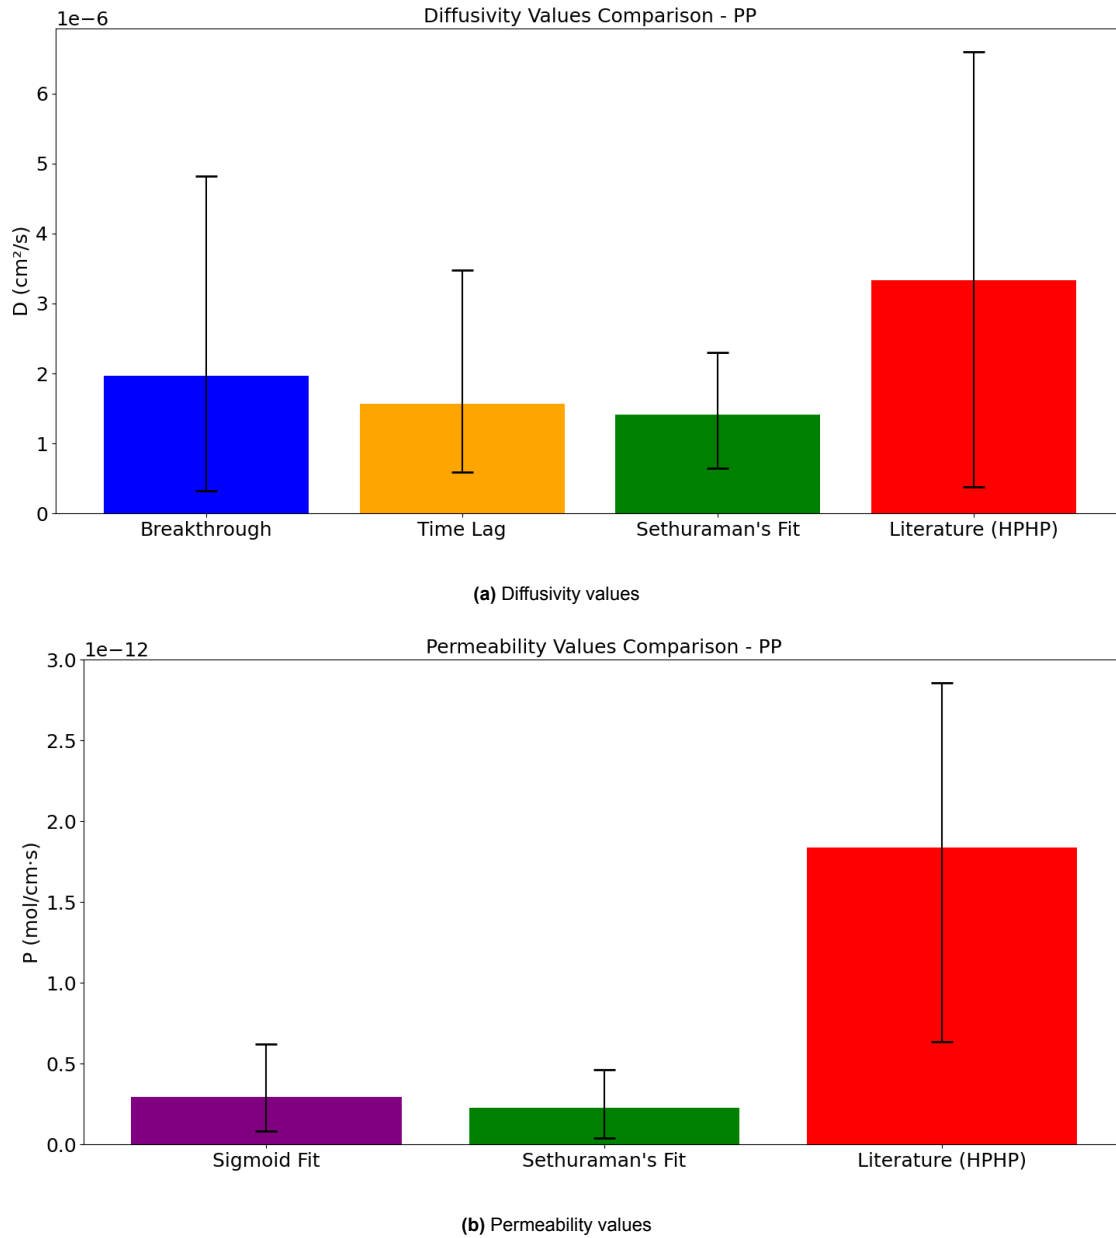 Diffusivity Values Comparison - PP
1e−6
D (cm²/s)
6
5
4
3
2
1
0
Breakthrough Time Lag Sethuraman's Fit Literature (HPHP)
(a) Diffusivity values
Permeability Values Comparison - PP
1e−12
P (mol/cm·s)
3.0
2.5
2.0
1.5
1.0
0.5
0.0
Sigmoid Fit Sethuraman's Fit Literature (HPHP)
(b) Permeability values